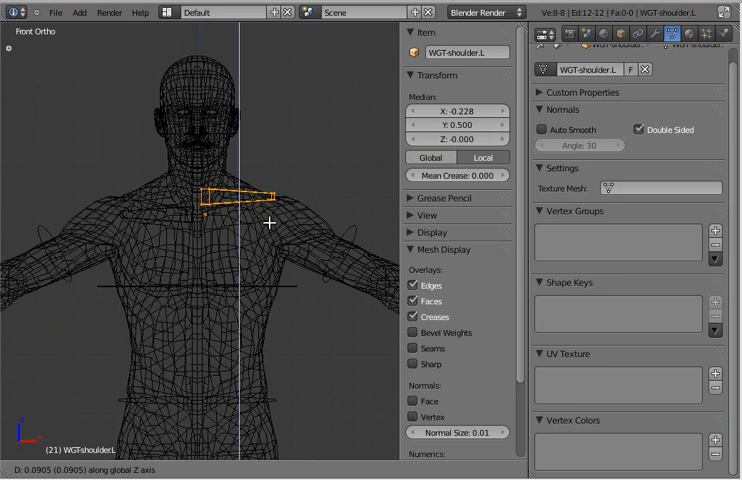 File Add Render Help Default Scene Blender Render Ve:8-8 | Ed:12-12 | Fa:0-0 | WGT-shoulder.L
Front Ortho
Item
WGT-shoulder.L
Transform
Median:
X: -0.228
Y: 0.500
Z: -0.000
Global Local
Mean Crease: 0.000
Grease Pencil
View
Display
Mesh Display
Overlays:
Edges
Faces
Creases
Bevel Weights
Seams
Sharp
Normals:
Face
Vertex
Normal Size: 0.01
Numerics:
z
(21) WGT-shoulder.L
D: 0.0905 (0.0905) along global Z axis
WGT-shoulder. WGT-shoulder.L
WGT-shoulder.L F
Custom Properties
Normals
Auto Smooth Double Sided
Angle: 30
Settings
Texture Mesh:
Vertex Groups
Shape Keys
UV Texture
Vertex Colors